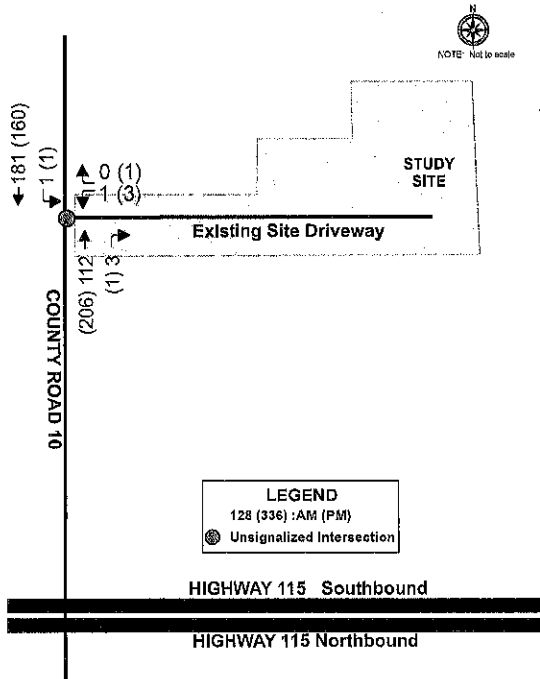 N
NOTE: Not to scale
181 (160)
1 (1)
0 (1)
1 (3)
STUDY
SITE
Existing Site Driveway
(206) 112
(1) 3
COUNTY ROAD 10
LEGEND
128 (336) :AM (PM)
Unsignalized Intersection
HIGHWAY 115 Southbound
HIGHWAY 115 Northbound